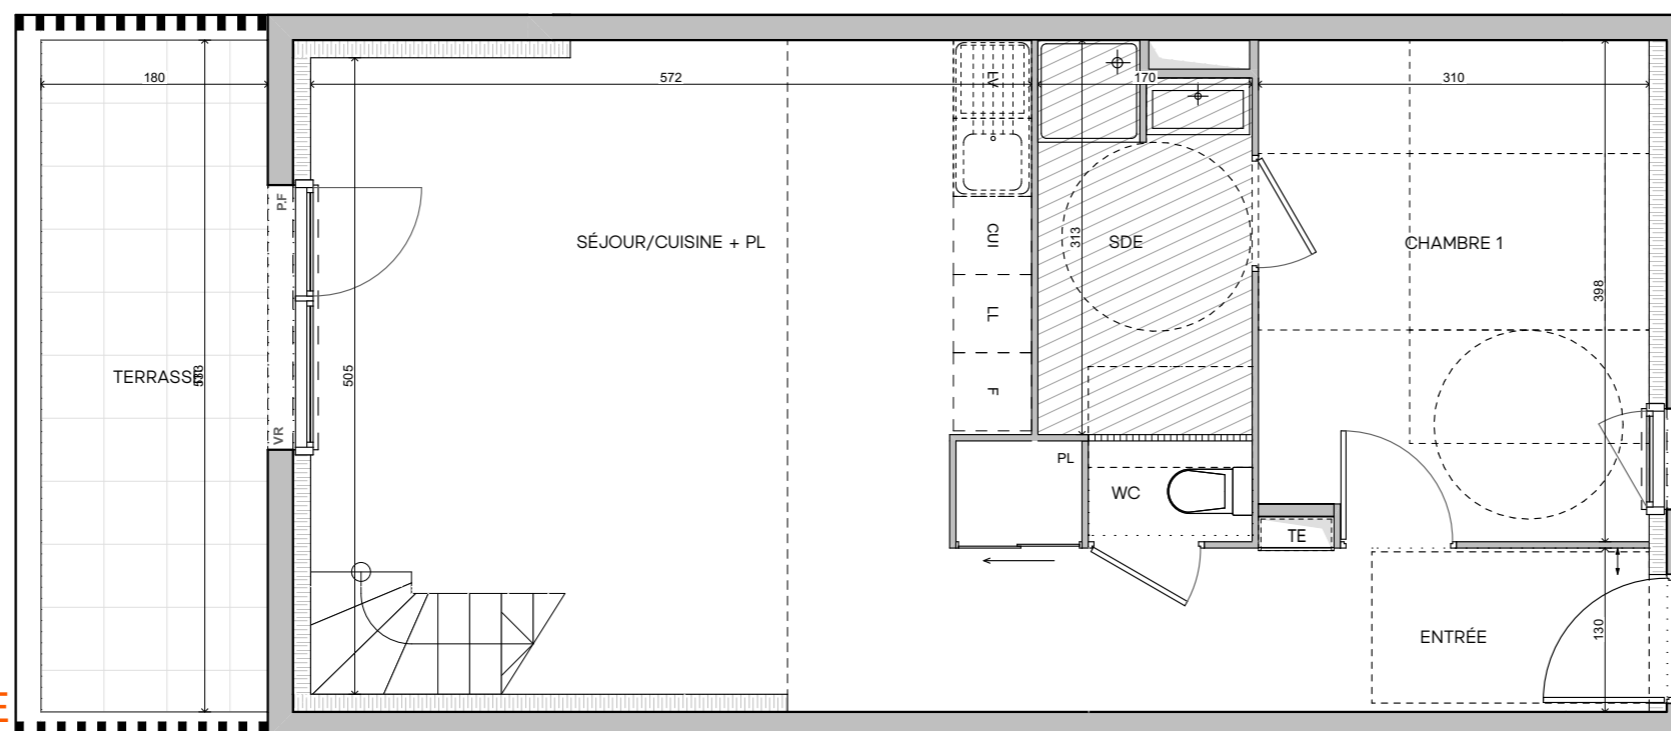 180
572
170
310
EV
P.F
SÉJOUR/CUISINE + PL
CUI
313
SDE
CHAMBRE 1
398
LL
TERRASSE
505
F
VR
PL
WC
TE
130
ENTRÉE
E